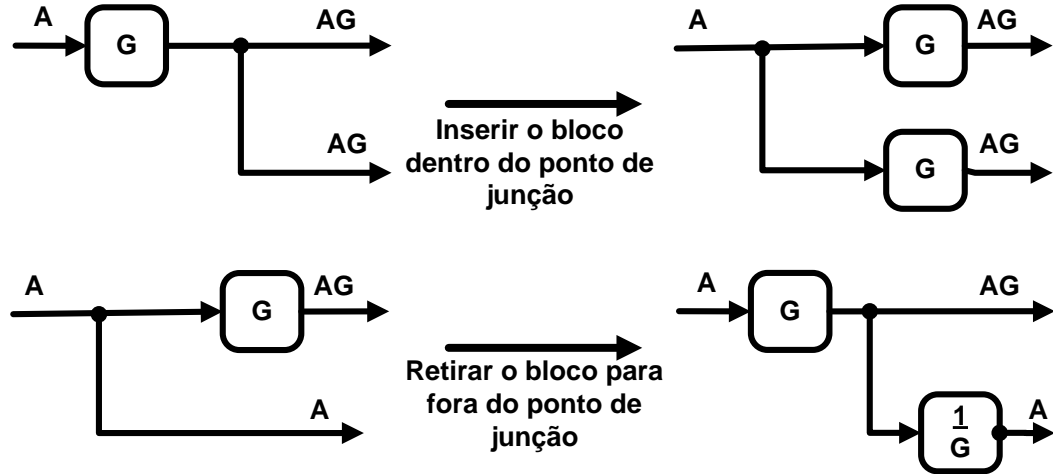 A
G
AG
AG
Inserir o bloco
dentro do ponto de
junção
A
G
AG
G
AG
A
G
AG
A
Retirar o bloco para
fora do ponto de
junção
A
G
AG
1
G
A